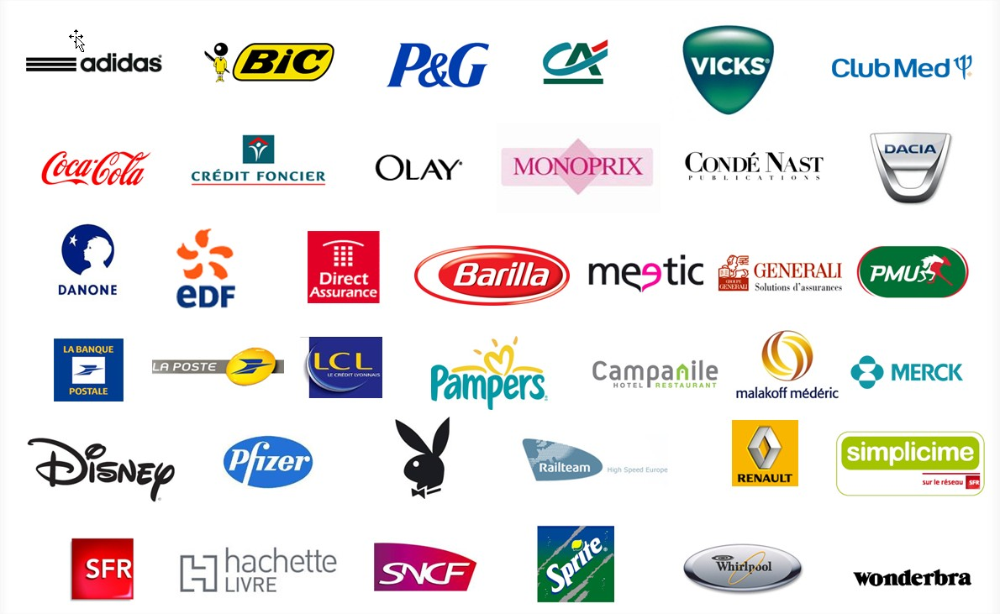 adidas
BiC
P&G
CA
VICKS
Club Med
Coca-Cola
CRÉDIT FONCIER
OLAY
MONOPRIX
CONDÉ NAST
PUBLICATIONS
DACIA
DANONE
eDF
Direct
Assurance
Barilla
meetic
GROUPE
GENERALI
GENERALI
Solutions d'assurances
PMU
LA BANQUE
POSTALE
LA POSTE
LCL
LE CRÉDIT LYONNAIS
Pampers
Campanile
HOTEL RESTAURANT
malakoff médéric
MERCK
Disney
Pfizer
Railteam
High Speed Europe
RENAULT
simplicime
sur le réseau SFR
SFR
hachette
LIVRE
SNCF
Sprite
Whirlpool
wonderbra